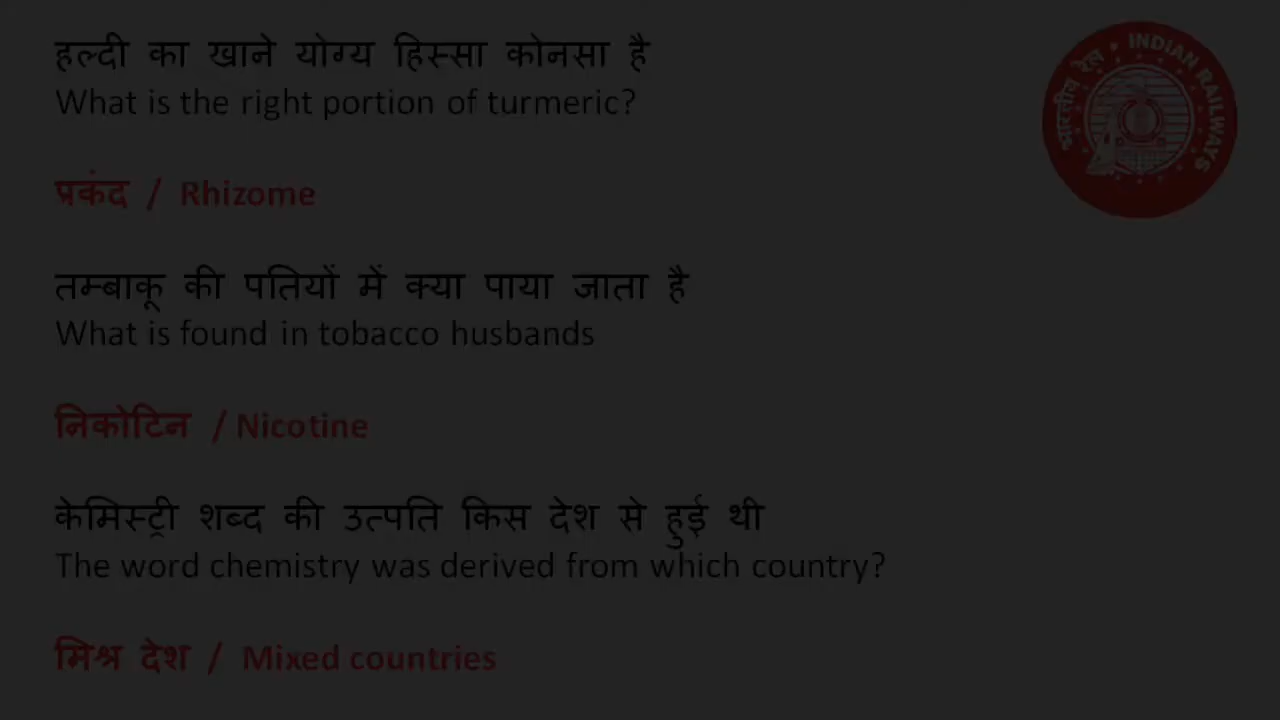 हल्दी का खाने योग्य हिस्सा कोनसा है
What is the right portion of turmeric?
प्रकंद / Rhizome
तम्बाकू की पतियों में क्या पाया जाता है
What is found in tobacco husbands
निकोटिन / Nicotine
केमिस्ट्री शब्द की उत्पति किस देश से हुई थी
The word chemistry was derived from which country?
मिश्र देश / Mixed countries
भारतीय रेल • INDIAN RAILWAYS